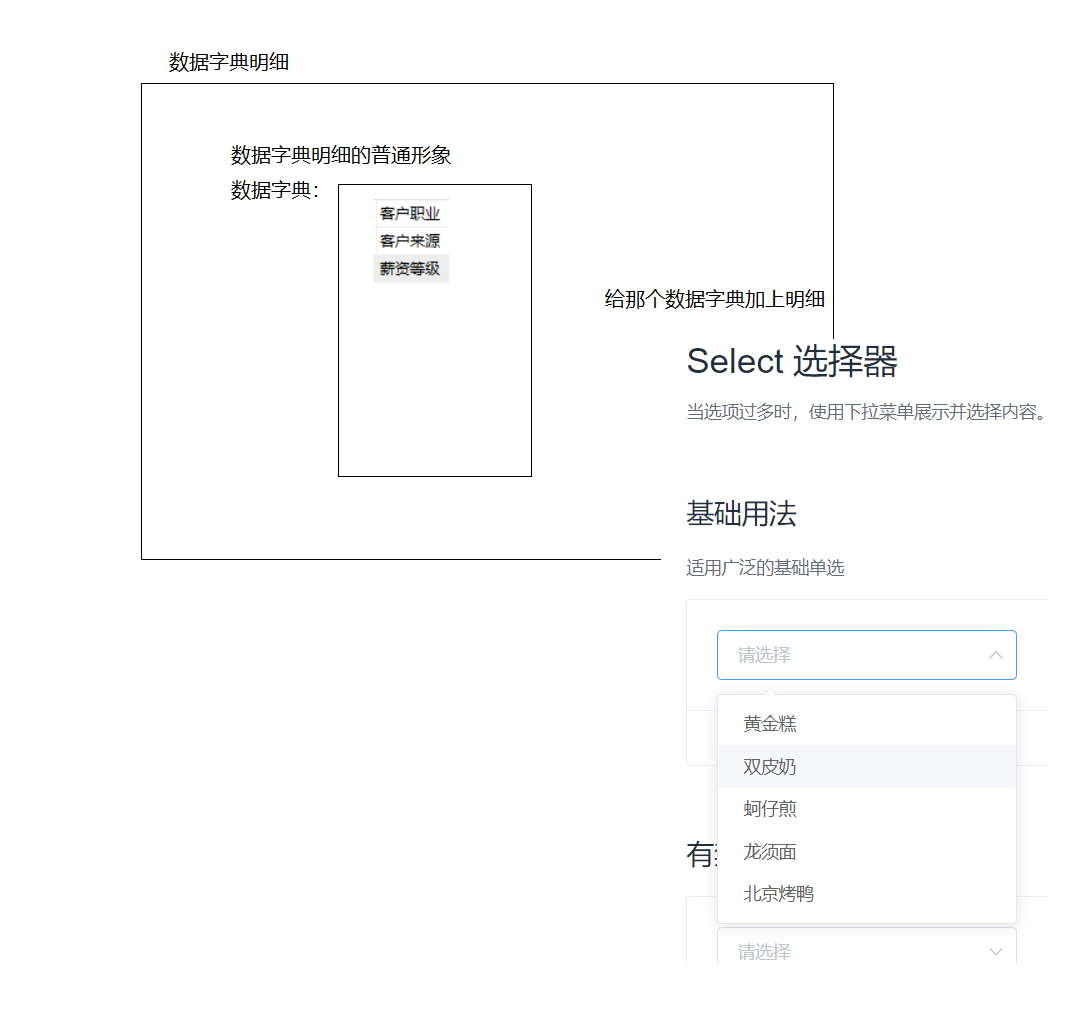 数据字典明细
数据字典明细的普通形象
数据字典：
客户职业
客户来源
薪资等级
给那个数据字典加上明细
Select 选择器
当选项过多时，使用下拉菜单展示并选择内容。
基础用法
适用广泛的基础单选
请选择
黄金糕
双皮奶
蚵仔煎
龙须面
北京烤鸭
有
请选择